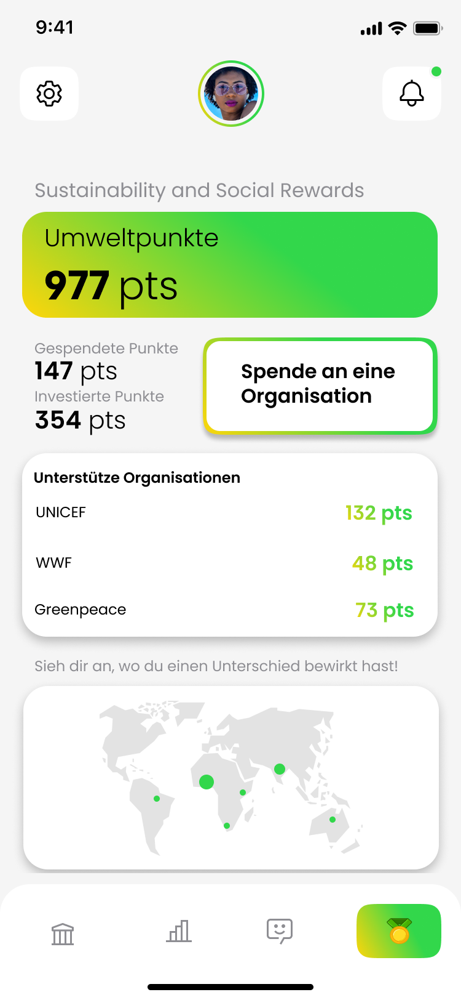 9:41
Sustainability and Social Rewards
Umweltpunkte
977 pts
Gespendete Punkte
147 pts
Investierte Punkte
354 pts
Spende an eine
Organisation
Unterstütze Organisationen
UNICEF 132 pts
WWF 48 pts
Greenpeace 73 pts
Sieh dir an, wo du einen Unterschied bewirkt hast!